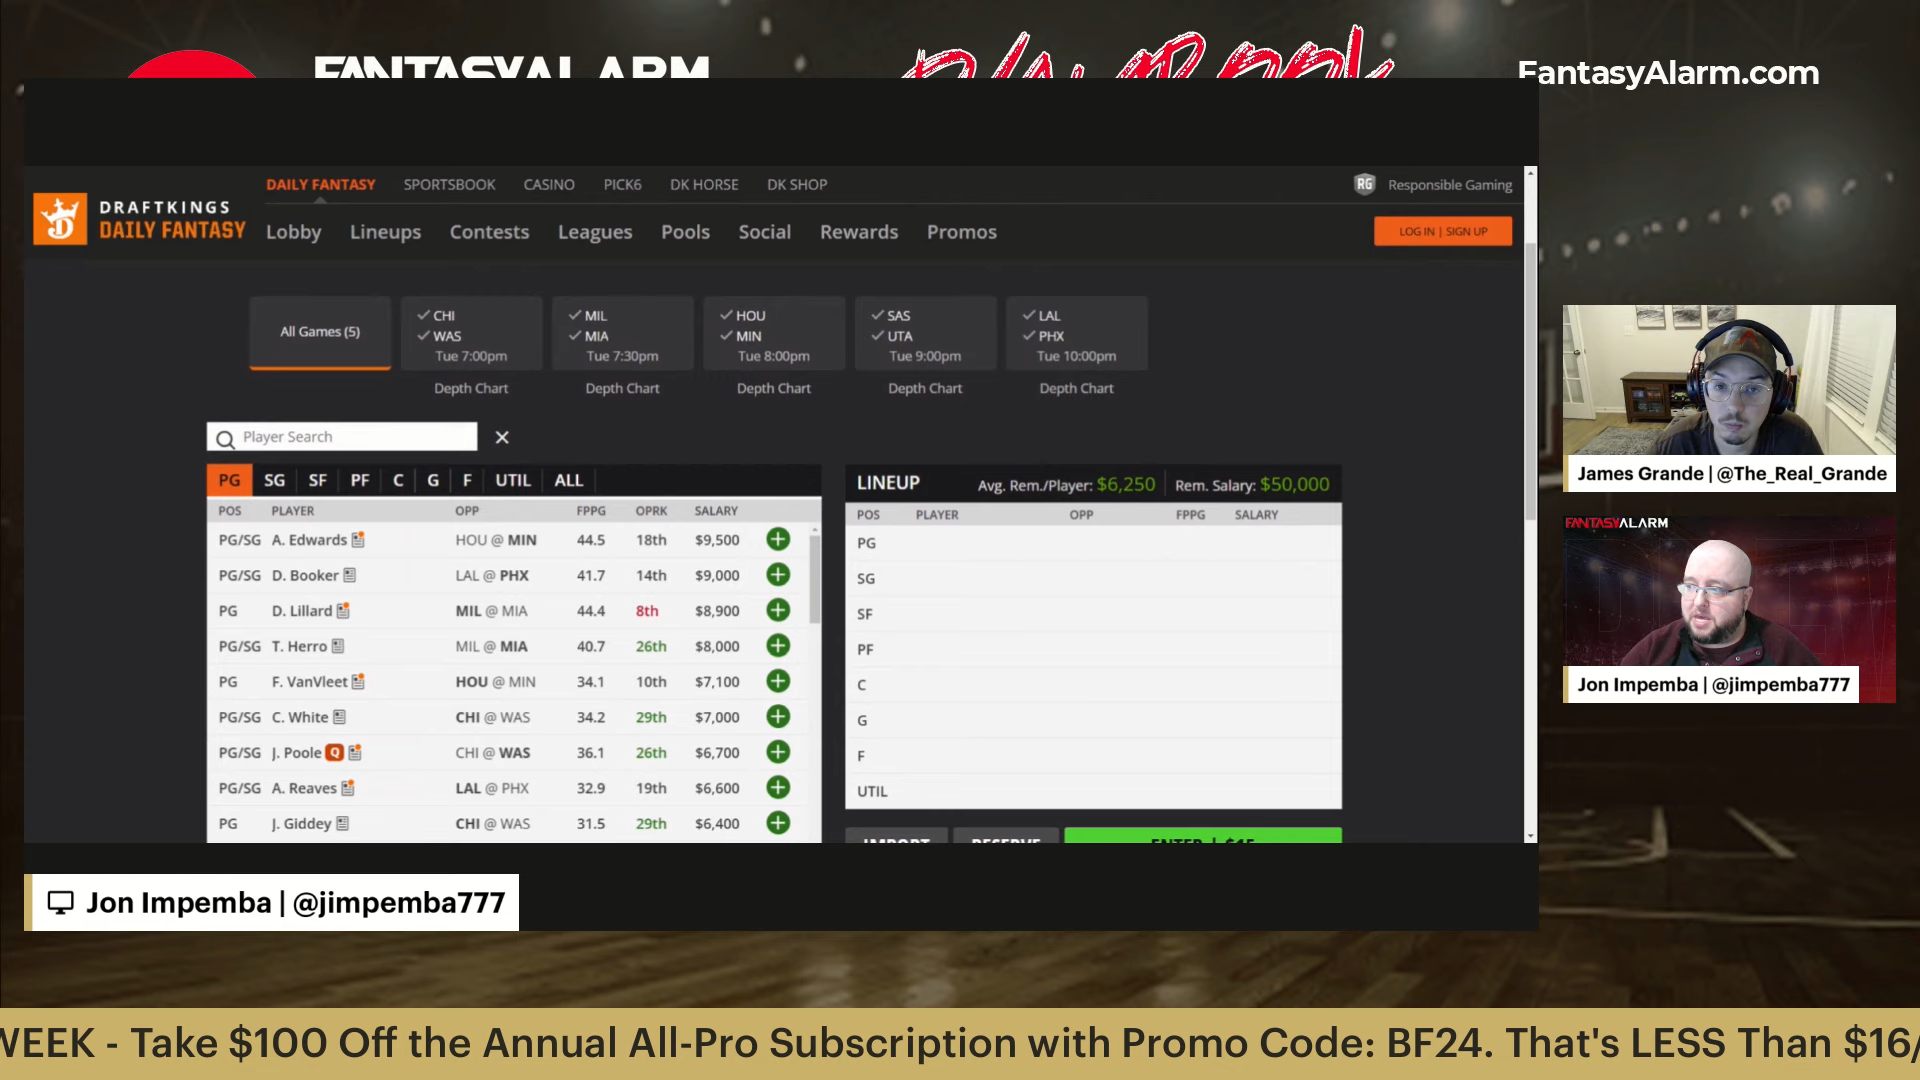 FANTASYALARM
PLAYER POOL
FantasyAlarm.com
DRAFTKINGS
DAILY FANTASY
DAILY FANTASY SPORTSBOOK CASINO PICK6 DK HORSE DK SHOP
RG Responsible Gaming
Lobby Lineups Contests Leagues Pools Social Rewards Promos
LOG IN | SIGN UP
All Games (5)
CHI
WAS
Tue 7:00pm
Depth Chart
MIL
MIA
Tue 7:30pm
Depth Chart
HOU
MIN
Tue 8:00pm
Depth Chart
SAS
UTA
Tue 9:00pm
Depth Chart
LAL
PHX
Tue 10:00pm
Depth Chart
Player Search
PG SG SF PF C G F UTIL ALL
POS PLAYER OPP FPPG OPRK SALARY
PG/SG A. Edwards HOU @ MIN 44.5 18th $9,500
PG/SG D. Booker LAL @ PHX 41.7 14th $9,000
PG D. Lillard MIL @ MIA 44.4 8th $8,900
PG/SG T. Herro MIL @ MIA 40.7 26th $8,000
PG F. VanVleet HOU @ MIN 34.1 10th $7,100
PG/SG C. White CHI @ WAS 34.2 29th $7,000
PG/SG J. Poole Q CHI @ WAS 36.1 26th $6,700
PG/SG A. Reaves LAL @ PHX 32.9 19th $6,600
PG J. Giddey CHI @ WAS 31.5 29th $6,400
LINEUP Avg. Rem./Player: $6,250 Rem. Salary: $50,000
POS PLAYER OPP FPPG SALARY
PG
SG
SF
PF
C
G
F
UTIL
IMPORT RESERVE ENTER | $15
James Grande | @The_Real_Grande
FANTASYALARM
Jon Impemba | @jimpemba777
Jon Impemba | @jimpemba777
WEEK - Take $100 Off the Annual All-Pro Subscription with Promo Code: BF24. That's LESS Than $16/